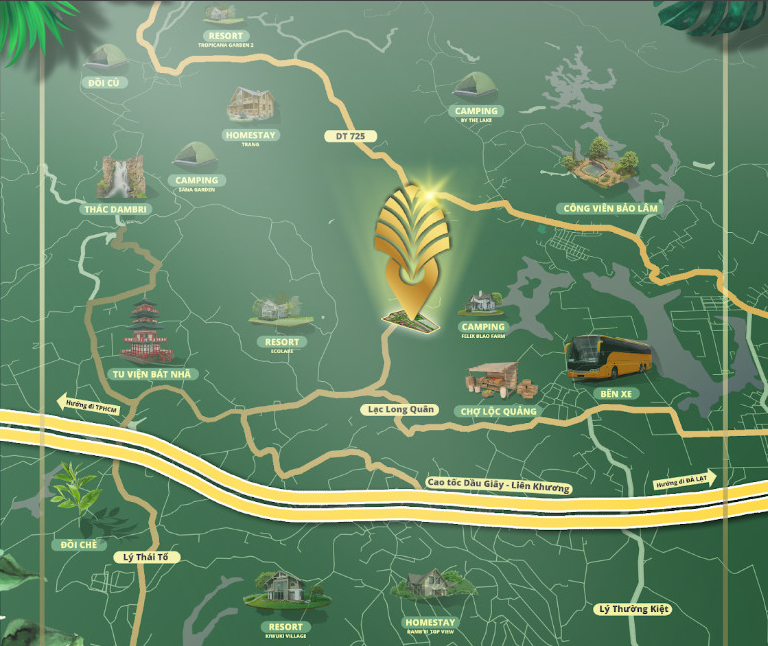 RESORT
TROPICANA GARDEN 2
ĐỒI CỦ
CAMPING
BY THE LAKE
HOMESTAY
TRANG
DT 725
CAMPING
SANA GARDEN
THÁC DAMBRI
CÔNG VIÊN BẢO LÂM
CAMPING
FELIX BLAO FARM
RESORT
ECOLAKE
TU VIỆN BÁT NHÃ
BẾN XE
Hướng đi TPHCM
Lạc Long Quân
CHỢ LỘC QUẢNG
Cao tốc Dầu Giây - Liên Khương
Hướng đi ĐÀ LẠT
ĐỒI CHÈ
Lý Thái Tổ
Lý Thường Kiệt
RESORT
KIWUKI VILLAGE
HOMESTAY
TOP VIEW